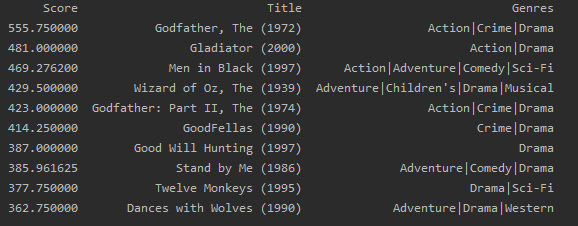 Score Title Genres
555.750000 Godfather, The (1972) Action|Crime|Drama
481.000000 Gladiator (2000) Action|Drama
469.276200 Men in Black (1997) Action|Adventure|Comedy|Sci-Fi
429.500000 Wizard of Oz, The (1939) Adventure|Children's|Drama|Musical
423.000000 Godfather: Part II, The (1974) Action|Crime|Drama
414.250000 GoodFellas (1990) Crime|Drama
387.000000 Good Will Hunting (1997) Drama
385.961625 Stand by Me (1986) Adventure|Comedy|Drama
377.750000 Twelve Monkeys (1995) Drama|Sci-Fi
362.750000 Dances with Wolves (1990) Adventure|Drama|Western